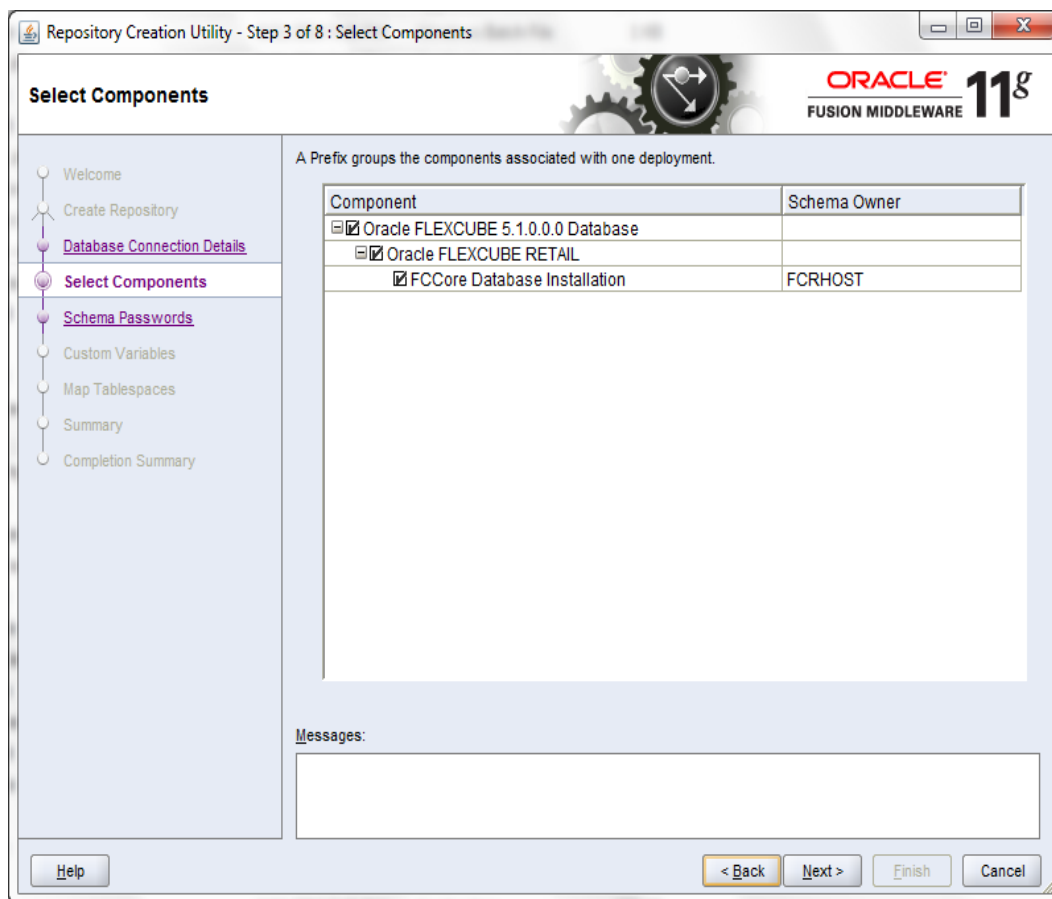 Repository Creation Utility - Step 3 of 8 : Select Components
Select Components
ORACLE
FUSION MIDDLEWARE
11g
Welcome
Create Repository
Database Connection Details
Select Components
Schema Passwords
Custom Variables
Map Tablespaces
Summary
Completion Summary
A Prefix groups the components associated with one deployment.
Component Schema Owner
Oracle FLEXCUBE 5.1.0.0.0 Database
Oracle FLEXCUBE RETAIL
FCCore Database Installation FCRHOST
Messages:
Help
< Back Next > Finish Cancel